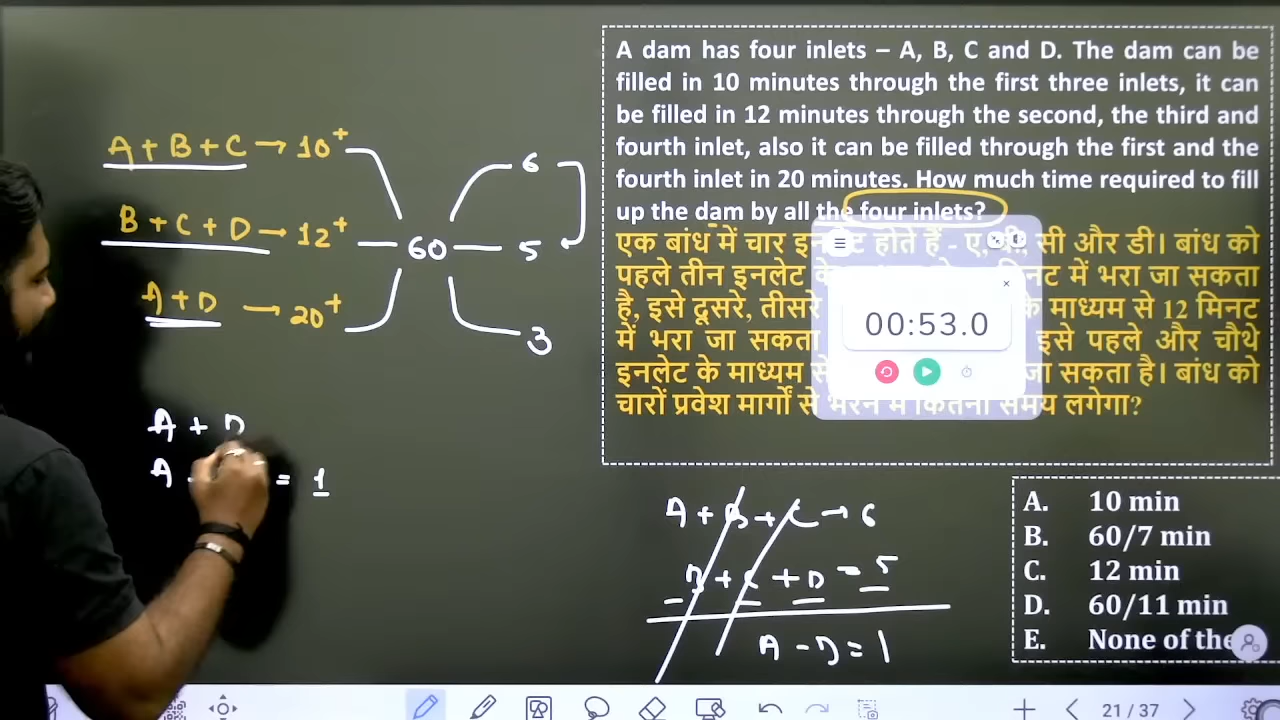 A dam has four inlets – A, B, C and D. The dam can be
filled in 10 minutes through the first three inlets, it can
be filled in 12 minutes through the second, the third and
fourth inlet, also it can be filled through the first and the
fourth inlet in 20 minutes. How much time required to fill
up the dam by all the four inlets?
एक बांध में चार होते हैं - ए, सी और डी। बांध को
पहले तीन इनलेट में भरा जा सकता
है, इसे दूसरे, तीसरे माध्यम से 12 मिनट
में भरा जा सकता इसे पहले और चौथे
इनलेट के माध्यम जा सकता है। बांध को
चारों प्रवेश मार्गों से भरने में कितना समय लगेगा?
00:53.0
A + B + C → 10+
B + C + D → 12+
A + D → 20+
60
6
5
3
A + D
A = 1
A + B + C → 6
B + C + D = 5
A - D = 1
A. 10 min
B. 60/7 min
C. 12 min
D. 60/11 min
E. None of the
21 / 37